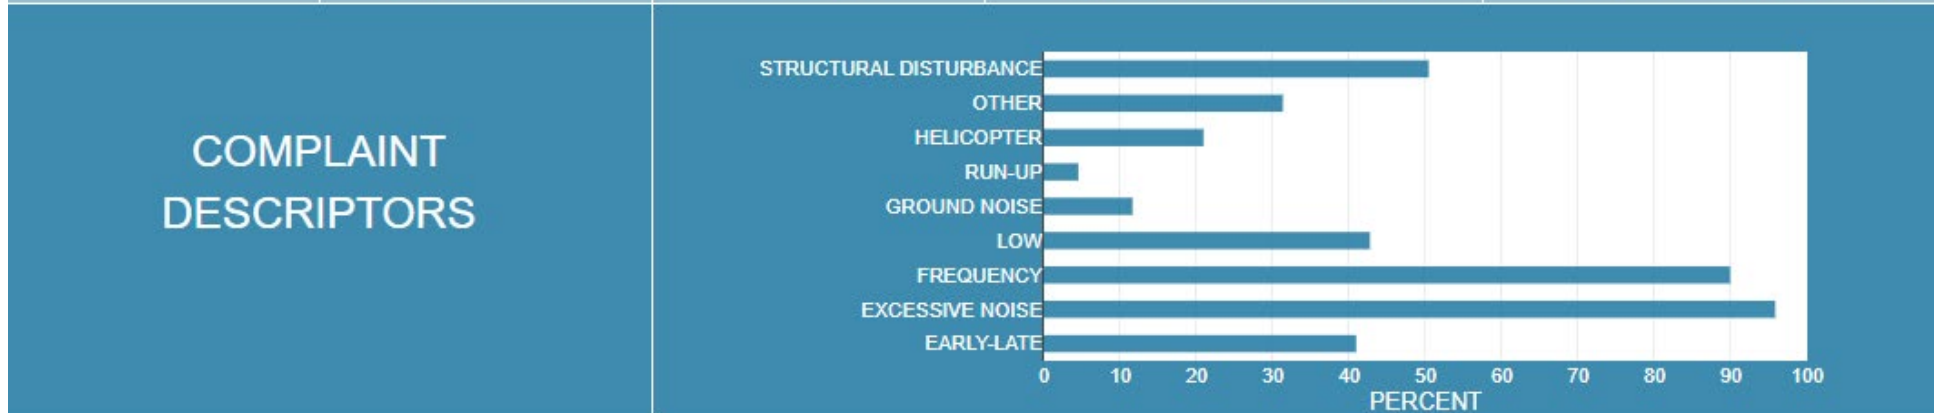 COMPLAINT
DESCRIPTORS
STRUCTURAL DISTURBANCE
OTHER
HELICOPTER
RUN-UP
GROUND NOISE
LOW
FREQUENCY
EXCESSIVE NOISE
EARLY-LATE
0 10 20 30 40 50 60 70 80 90 100
PERCENT